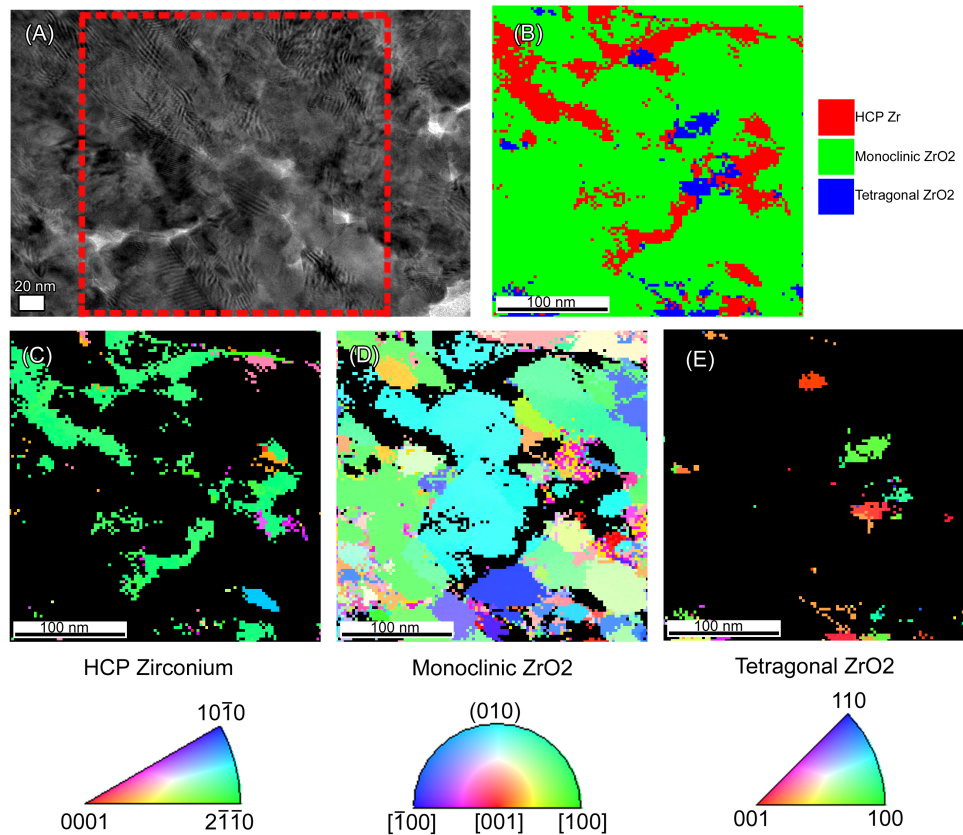 (A)
20 nm
(B)
100 nm
HCP Zr
Monoclinic ZrO2
Tetragonal ZrO2
(C)
100 nm
(D)
100 nm
(E)
100 nm
HCP Zirconium
Monoclinic ZrO2
Tetragonal ZrO2
101̄0
0001
21̄1̄0
(010)
[1̄00]
[001]
[100]
110
001
100